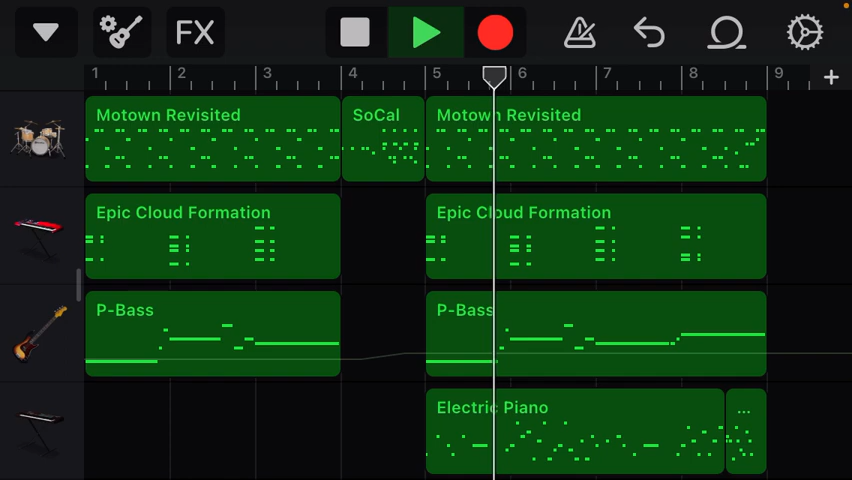 FX
1 2 3 4 5 6 7 8 9 +
Motown Revisited SoCal Motown Revisited
Epic Cloud Formation Epic Cloud Formation
P-Bass P-Bass
Electric Piano ...